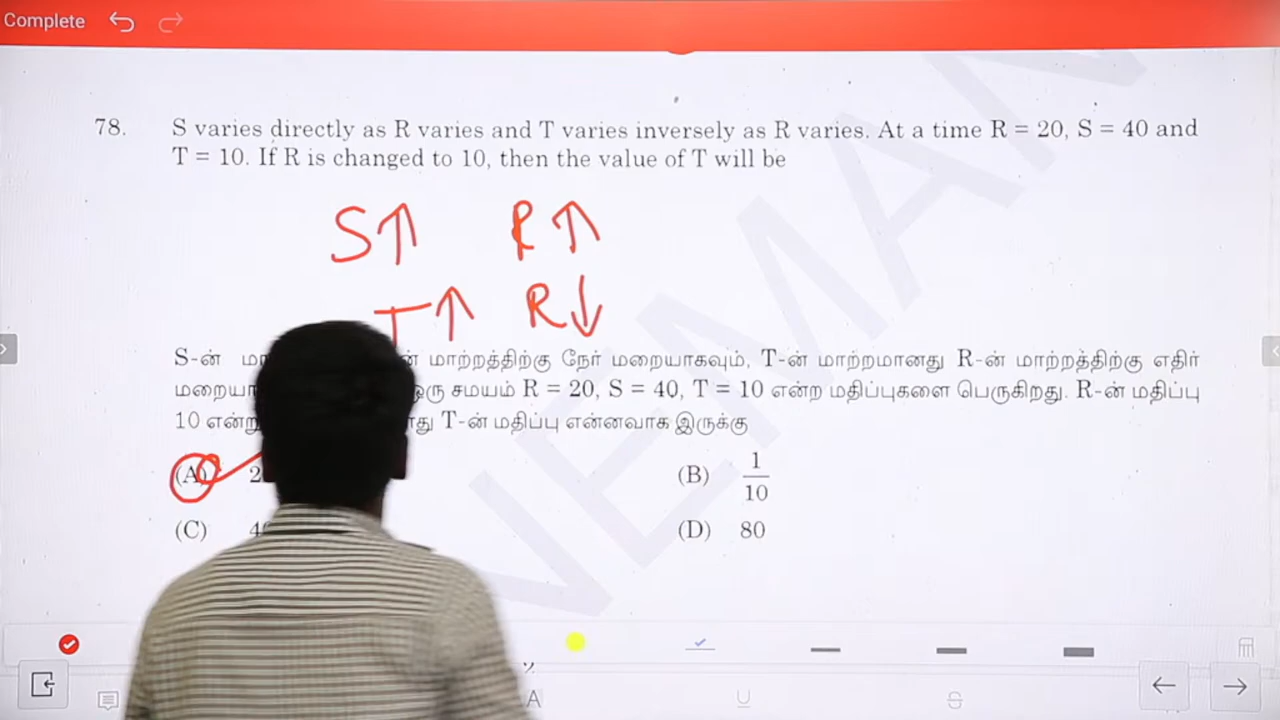 Complete
78. S varies directly as R varies and T varies inversely as R varies. At a time R = 20, S = 40 and
T = 10. If R is changed to 10, then the value of T will be
S↑ R↑
T↑ R↓
S-ன் மாற்றத்திற்கு நேர் மறையாகவும், T-ன் மாற்றமானது R-ன் மாற்றத்திற்கு எதிர்
ஒரு சமயம் R = 20, S = 40, T = 10 என்ற மதிப்புகளை பெருகிறது. R-ன் மதிப்பு
10 T-ன் மதிப்பு என்னவாக இருக்கு
(A) (B) 1/10
(C) (D) 80
A U S